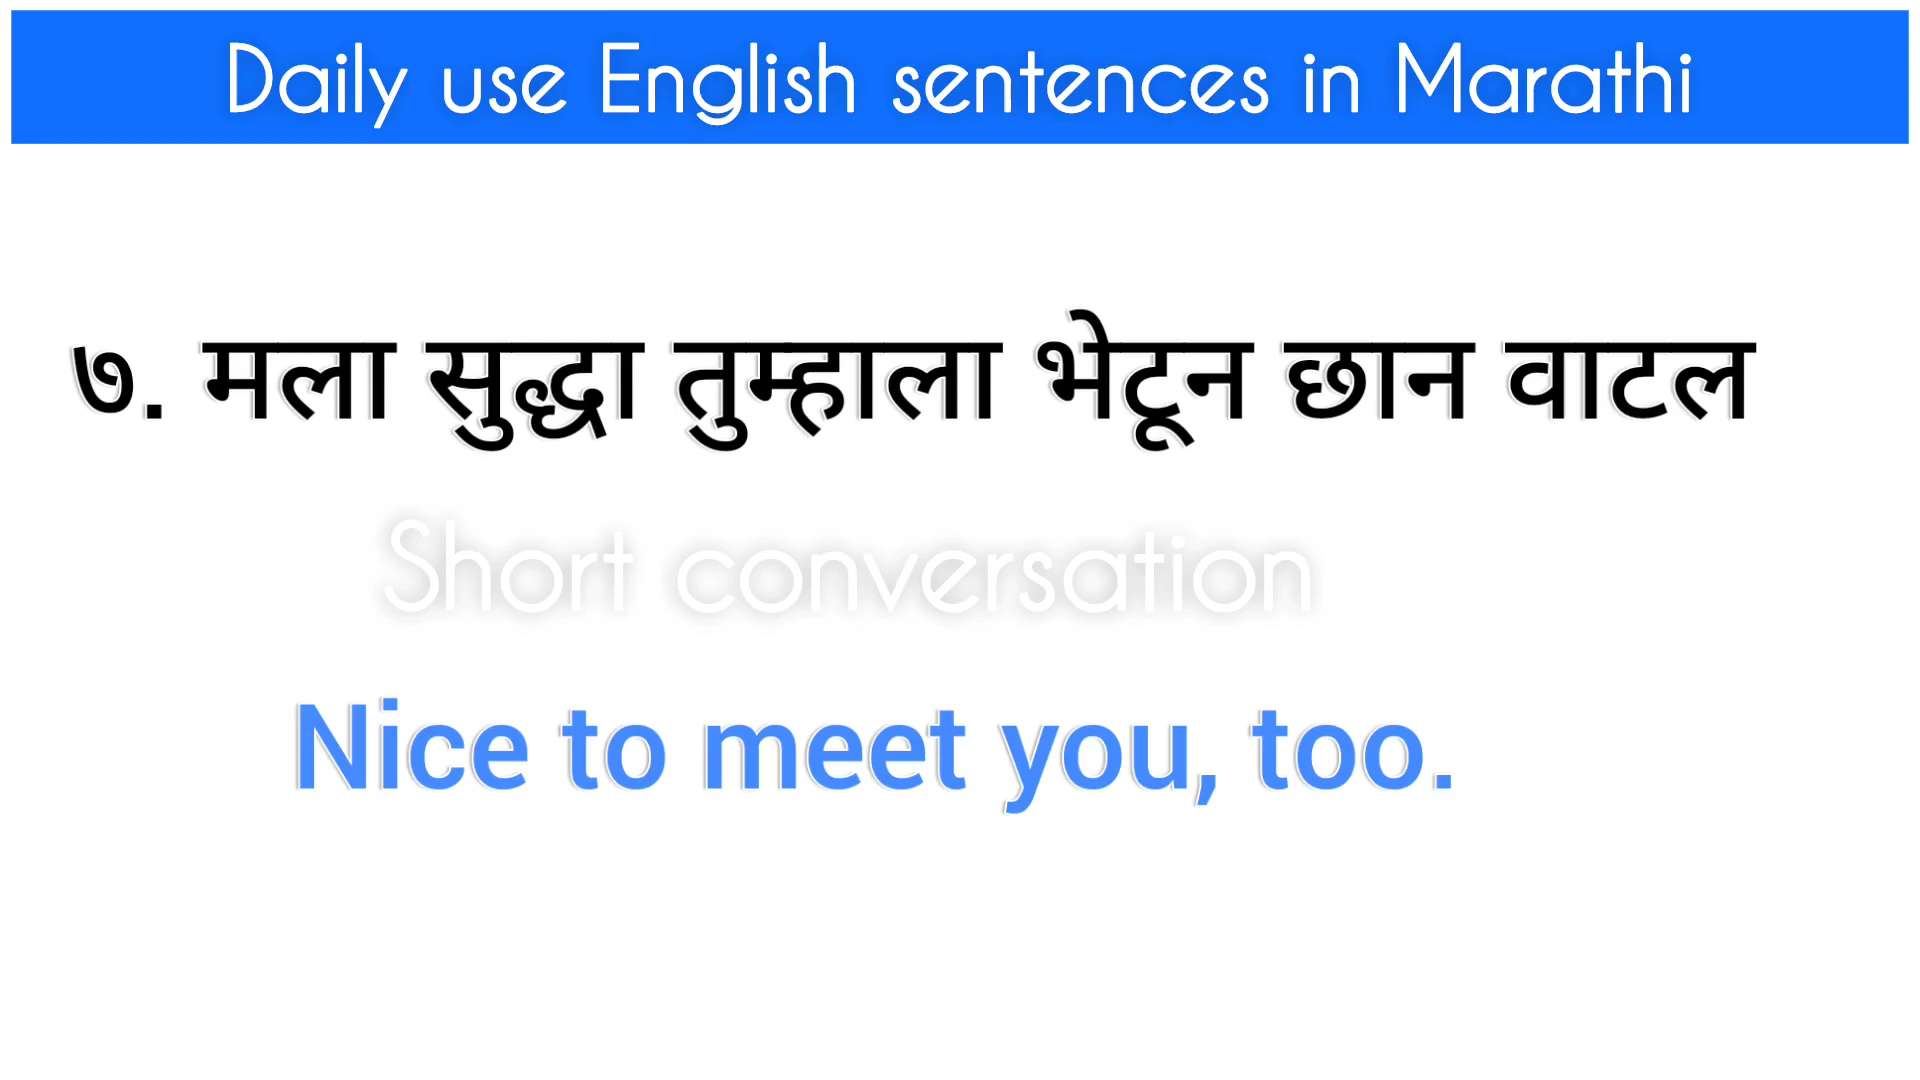 Daily use English sentences in Marathi
७. मला सुद्धा तुम्हाला भेटून छान वाटल
Short conversation
Nice to meet you, too.